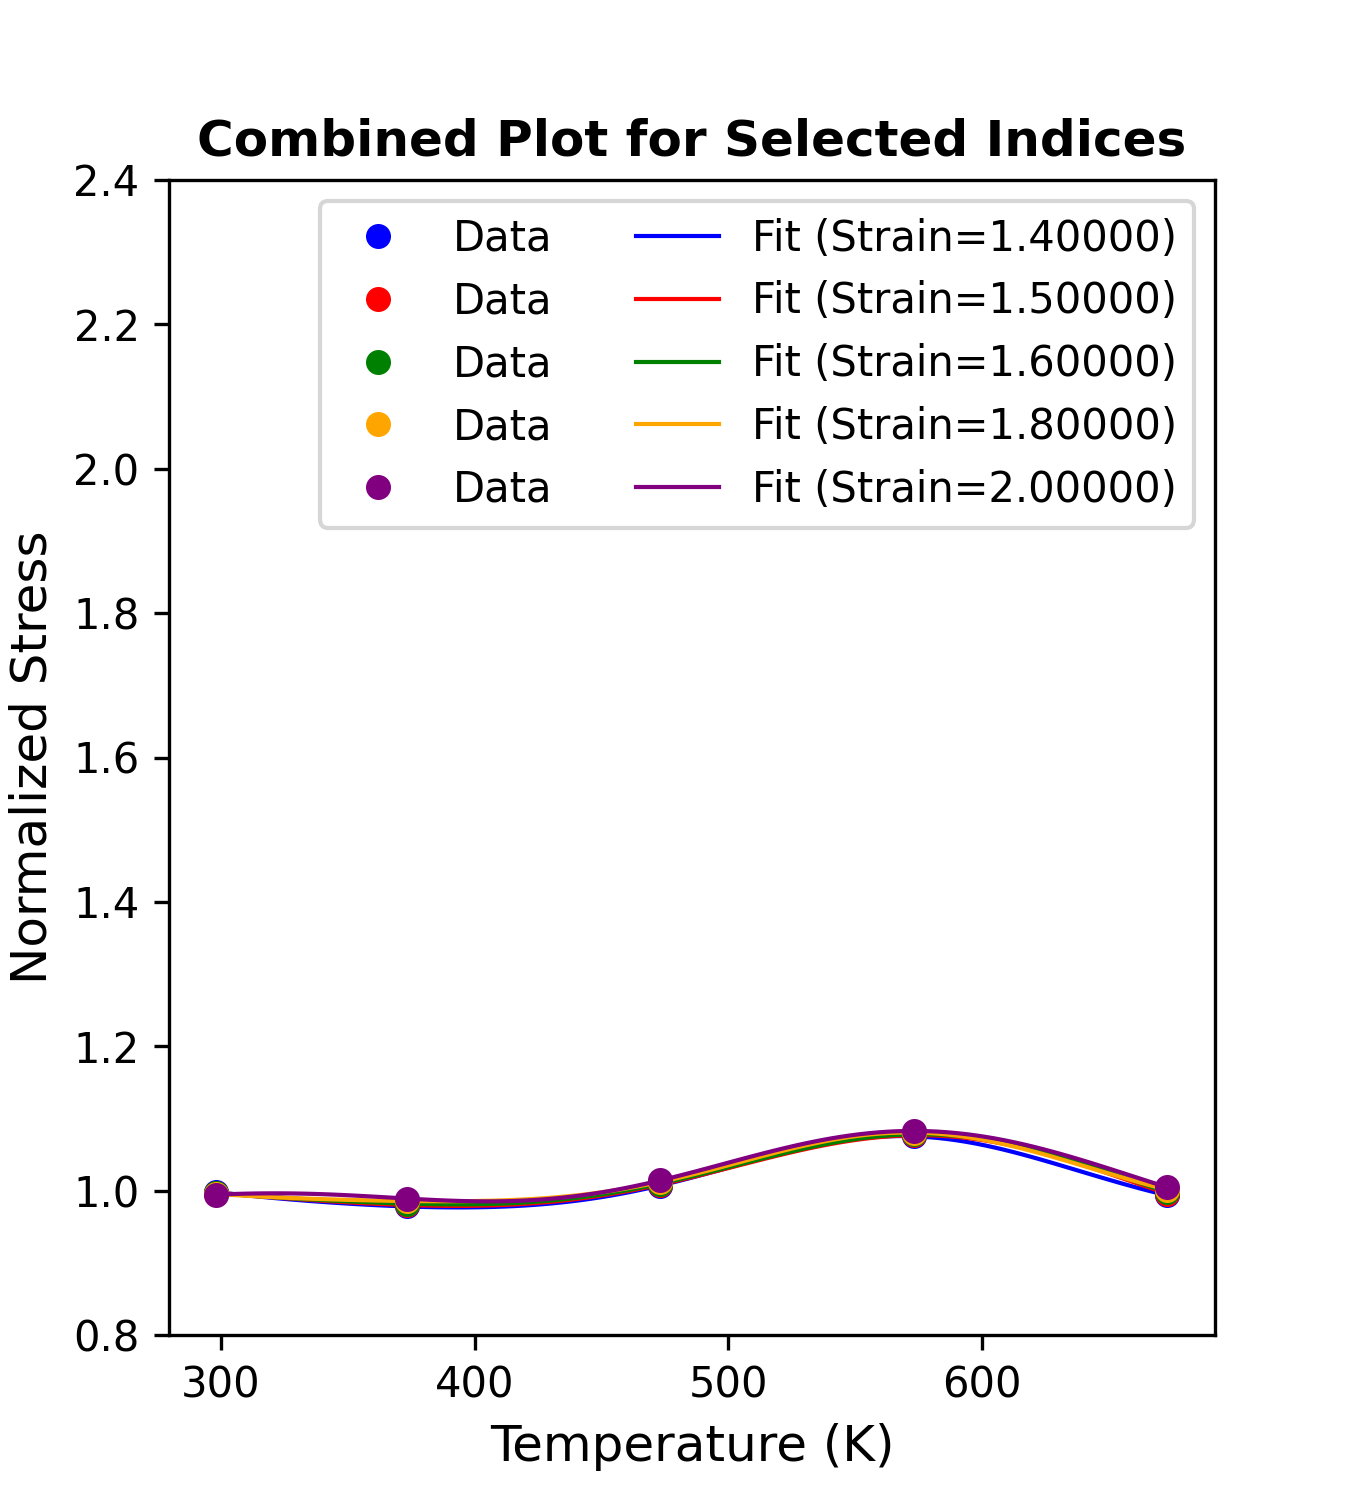 Combined Plot for Selected Indices
2.4
2.2
2.0
1.8
1.6
1.4
1.2
1.0
0.8
Normalized Stress
Data
Data
Data
Data
Data
Fit (Strain=1.40000)
Fit (Strain=1.50000)
Fit (Strain=1.60000)
Fit (Strain=1.80000)
Fit (Strain=2.00000)
300 400 500 600
Temperature (K)